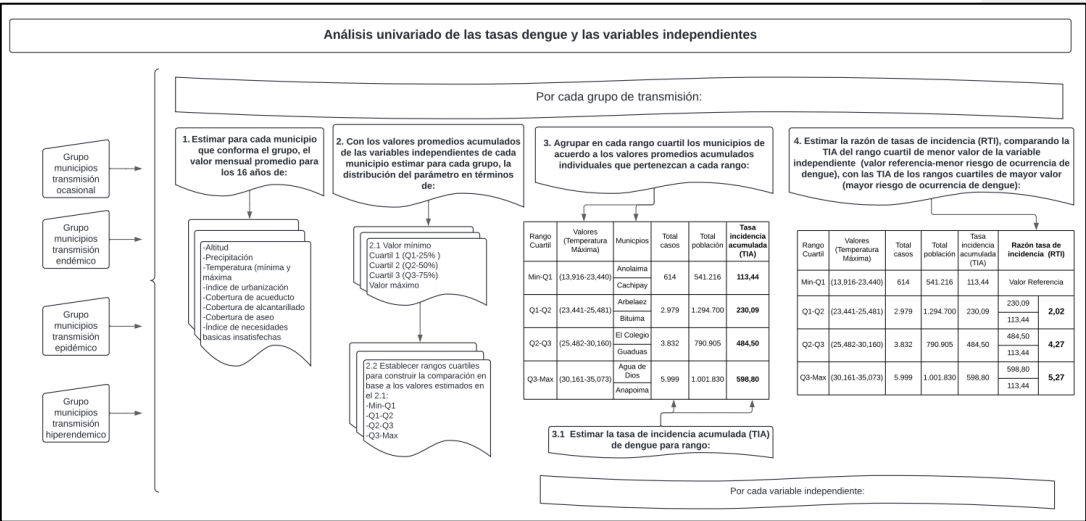 Análisis univariado de las tasas dengue y las variables independientes
Por cada grupo de transmisión:
Grupo
municipios
transmisión
ocasional
Grupo
municipios
transmisión
endémico
Grupo
municipios
transmisión
epidémico
Grupo
municipios
transmisión
hiperendemico
1. Estimar para cada municipio
que conforma el grupo, el
valor mensual promedio para
los 16 años de:
-Altitud
-Precipitación
-Temperatura (mínima y
máxima
-índice de urbanización
-Cobertura de acueducto
-Cobertura de alcantarillado
-Cobertura de aseo
-Índice de necesidades
basicas insatisfechas
2. Con los valores promedios acumulados
de las variables independientes de cada
municipio estimar para cada grupo, la
distribución del parámetro en términos
de:
2.1 Valor mínimo
Cuartil 1 (Q1-25% )
Cuartil 2 (Q2-50%)
Cuartil 3 (Q3-75%)
Valor máximo
2.2 Establecer rangos cuartiles
para construir la comparación en
base a los valores estimados en
el 2.1:
-Min-Q1
-Q1-Q2
-Q2-Q3
-Q3-Max
3. Agrupar en cada rango cuartil los municipios de
acuerdo a los valores promedios acumulados
individuales que pertenezcan a cada rango:
Rango Cuartil Valores (Temperatura Máxima) Municpios Total casos Total población Tasa incidencia acumulada (TIA)
Min-Q1 (13,916-23,440) Anolaima Cachipay 614 541.216 113,44
Q1-Q2 (23,441-25,481) Arbelaez Bituima 2.979 1.294.700 230,09
Q2-Q3 (25,482-30,160) El Colegio Guaduas 3.832 790.905 484,50
Q3-Max (30,161-35,073) Agua de Dios Anapoima 5.999 1.001.830 598,80
3.1 Estimar la tasa de incidencia acumulada (TIA)
de dengue para rango:
4. Estimar la razón de tasas de incidencia (RTI), comparando la
TIA del rango cuartil de menor valor de la variable
independiente (valor referencia-menor riesgo de ocurrencia de
dengue), con las TIA de los rangos cuartiles de mayor valor
(mayor riesgo de ocurrencia de dengue):
Rango Cuartil Valores (Temperatura Máxima) Total casos Total población Tasa incidencia acumulada (TIA) Razón tasa de incidencia (RTI)
Min-Q1 (13,916-23,440) 614 541.216 113,44 Valor Referencia
Q1-Q2 (23,441-25,481) 2.979 1.294.700 230,09 230,09 113,44 2,02
Q2-Q3 (25,482-30,160) 3.832 790.905 484,50 484,50 113,44 4,27
Q3-Max (30,161-35,073) 5.999 1.001.830 598,80 598,80 113,44 5,27
Por cada variable independiente: